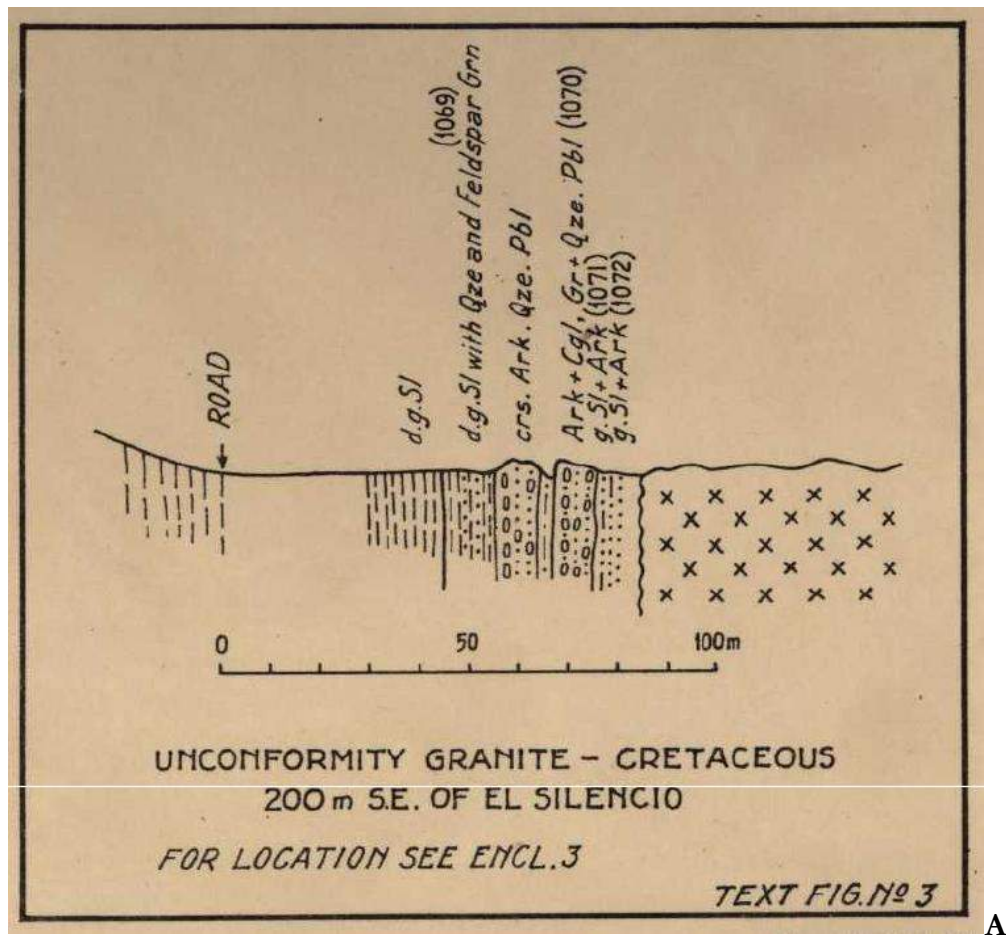 ROAD
d.g.Sl
(1069)
d.g.Sl with Qze and Feldspar Grn
crs. Ark. Qze. Pbl
Ark + Cgl, Gr + Qze. Pbl (1070)
g.Sl + Ark (1071)
g.Sl + Ark (1072)
0 50 100m
UNCONFORMITY GRANITE – CRETACEOUS
200 m S.E. OF EL SILENCIO
FOR LOCATION SEE ENCL.3
TEXT FIG. Nº 3
A